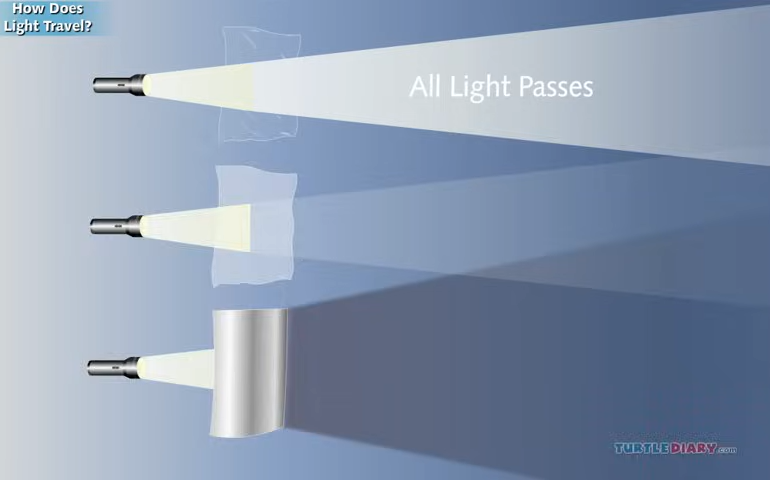 How Does
Light Travel?
All Light Passes
TURTLEDIARY.com